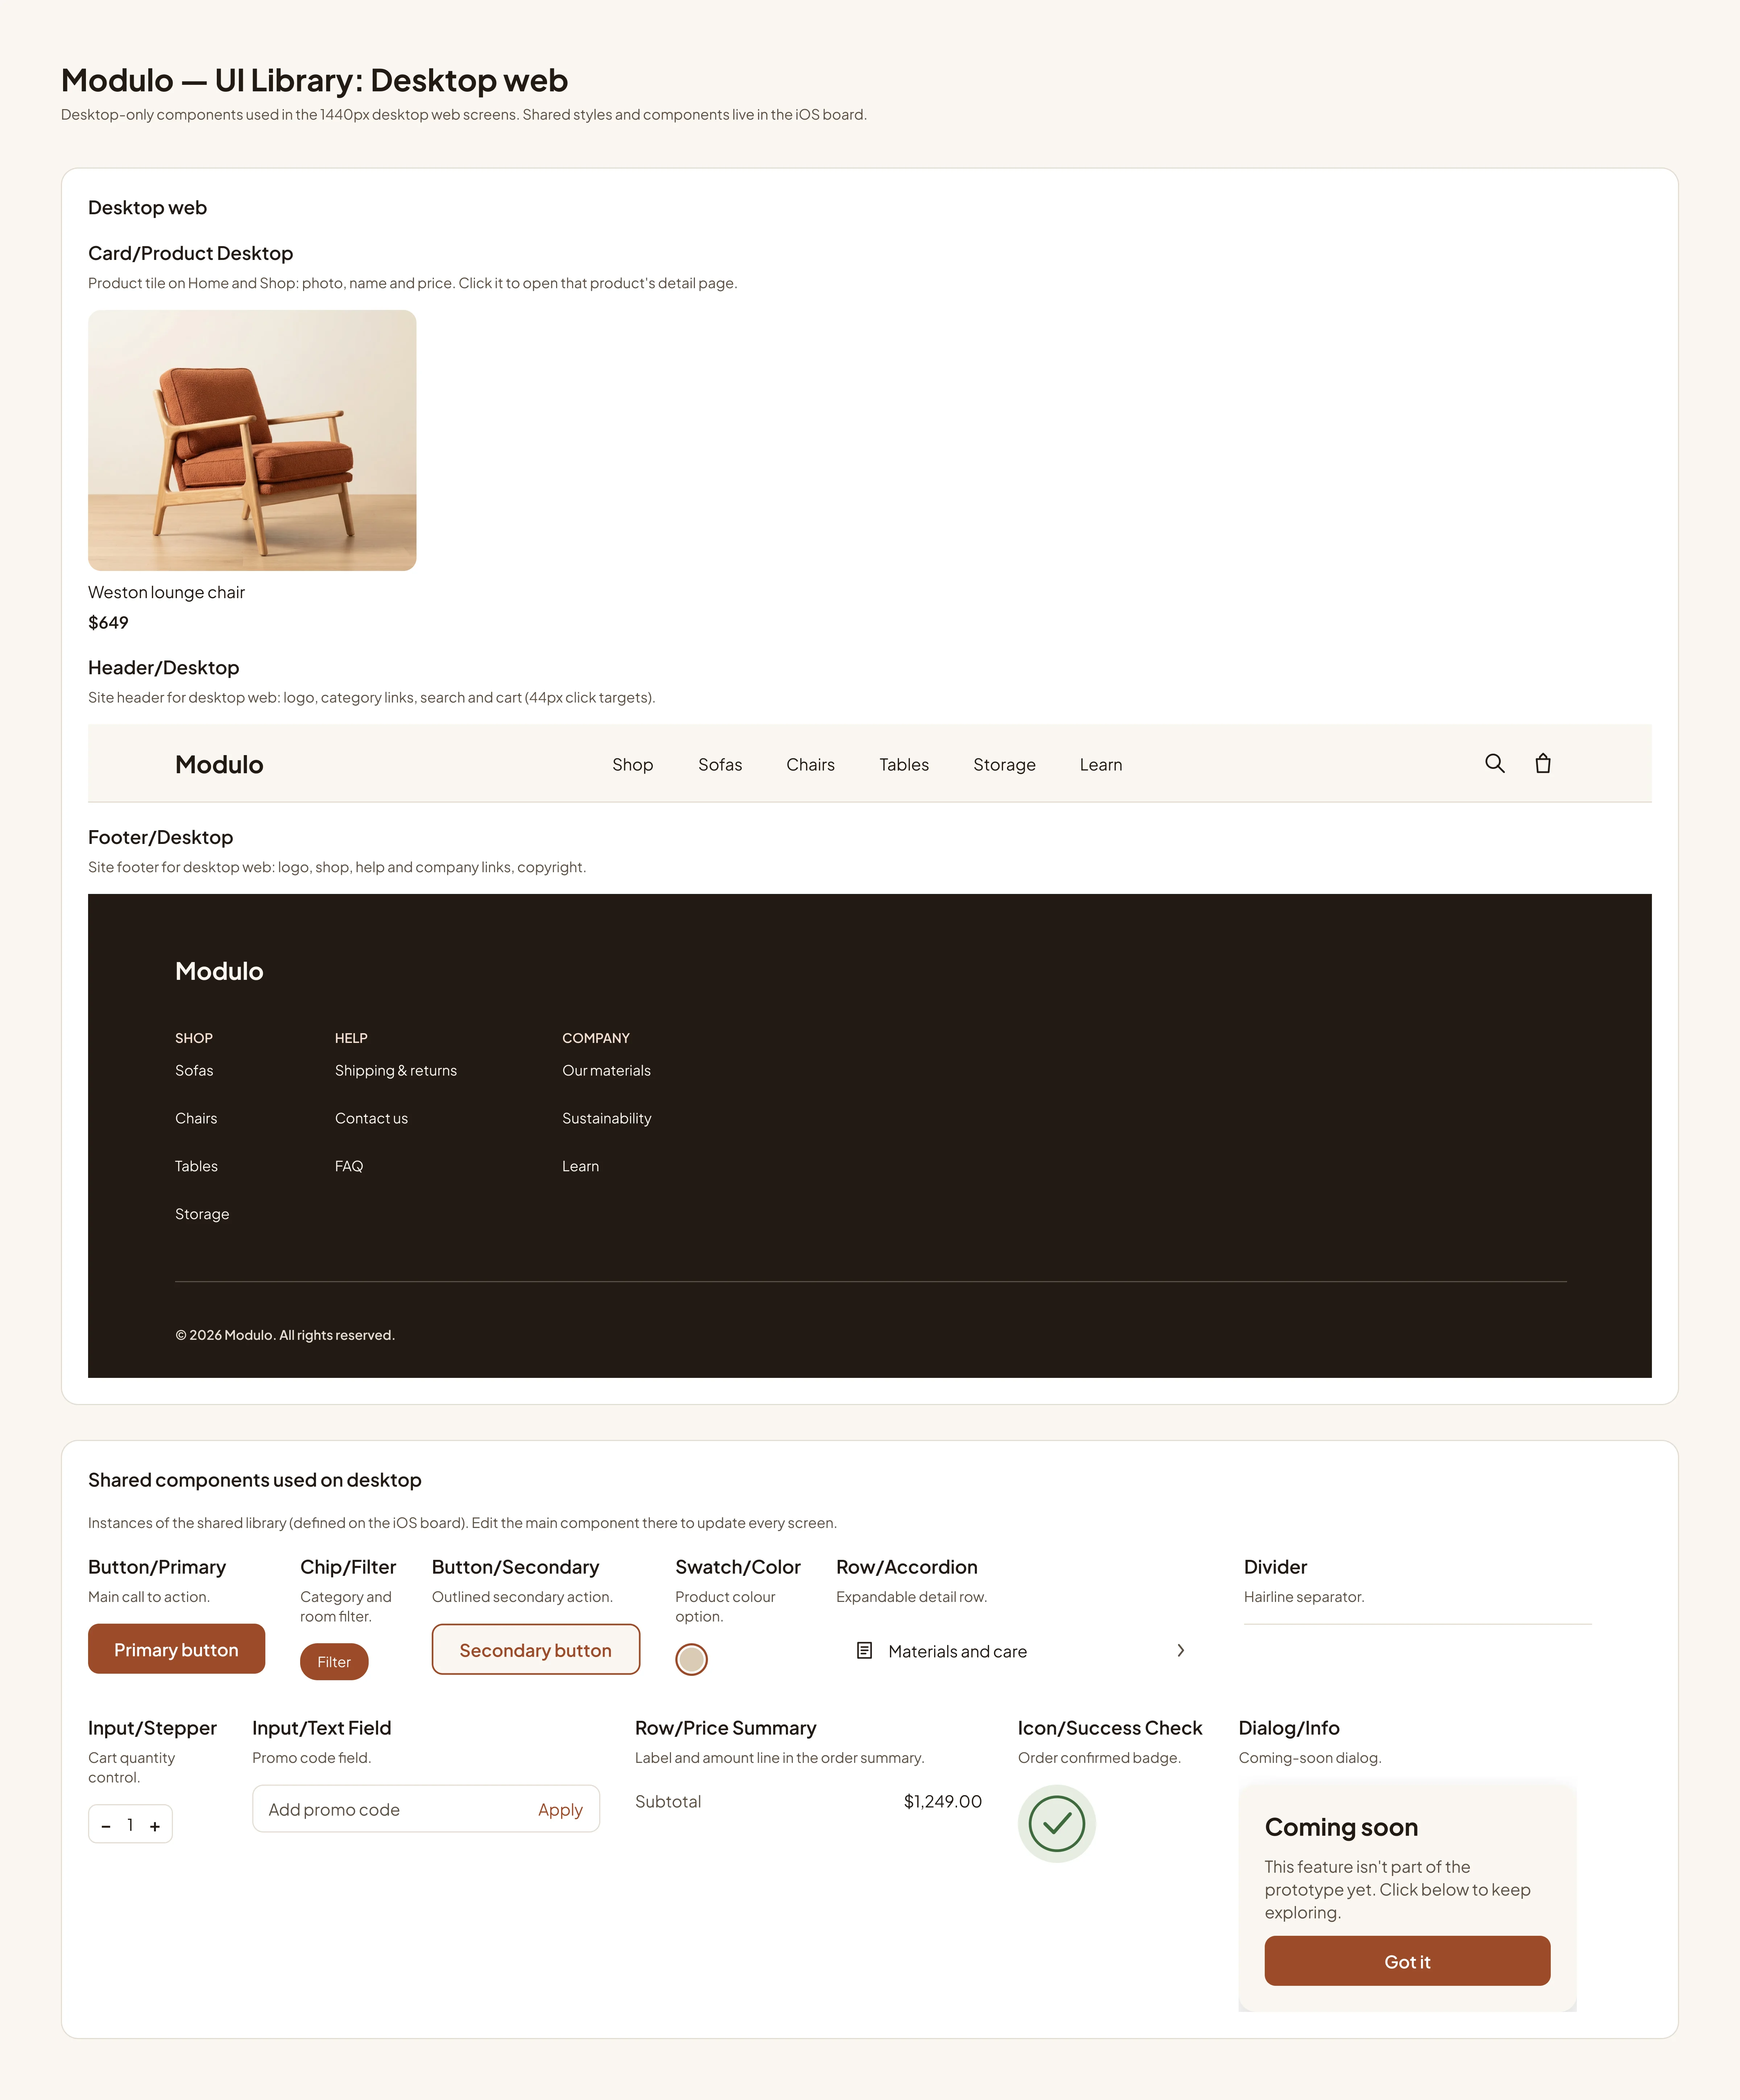 Modulo — UI Library: Desktop web
Desktop-only components used in the 1440px desktop web screens. Shared styles and components live in the iOS board.
Desktop web
Card/Product Desktop
Product tile on Home and Shop: photo, name and price. Click it to open that product's detail page.
Weston lounge chair
$649
Header/Desktop
Site header for desktop web: logo, category links, search and cart (44px click targets).
Modulo Shop Sofas Chairs Tables Storage Learn
Footer/Desktop
Site footer for desktop web: logo, shop, help and company links, copyright.
Modulo
SHOP HELP COMPANY
Sofas Shipping & returns Our materials
Chairs Contact us Sustainability
Tables FAQ Learn
Storage
© 2026 Modulo. All rights reserved.
Shared components used on desktop
Instances of the shared library (defined on the iOS board). Edit the main component there to update every screen.
Button/Primary
Main call to action.
Primary button
Chip/Filter
Category and
room filter.
Filter
Button/Secondary
Outlined secondary action.
Secondary button
Swatch/Color
Product colour
option.
Row/Accordion
Expandable detail row.
Materials and care
Divider
Hairline separator.
Input/Stepper
Cart quantity
control.
– 1 +
Input/Text Field
Promo code field.
Add promo code Apply
Row/Price Summary
Label and amount line in the order summary.
Subtotal $1,249.00
Icon/Success Check
Order confirmed badge.
Dialog/Info
Coming-soon dialog.
Coming soon
This feature isn't part of the
prototype yet. Click below to keep
exploring.
Got it